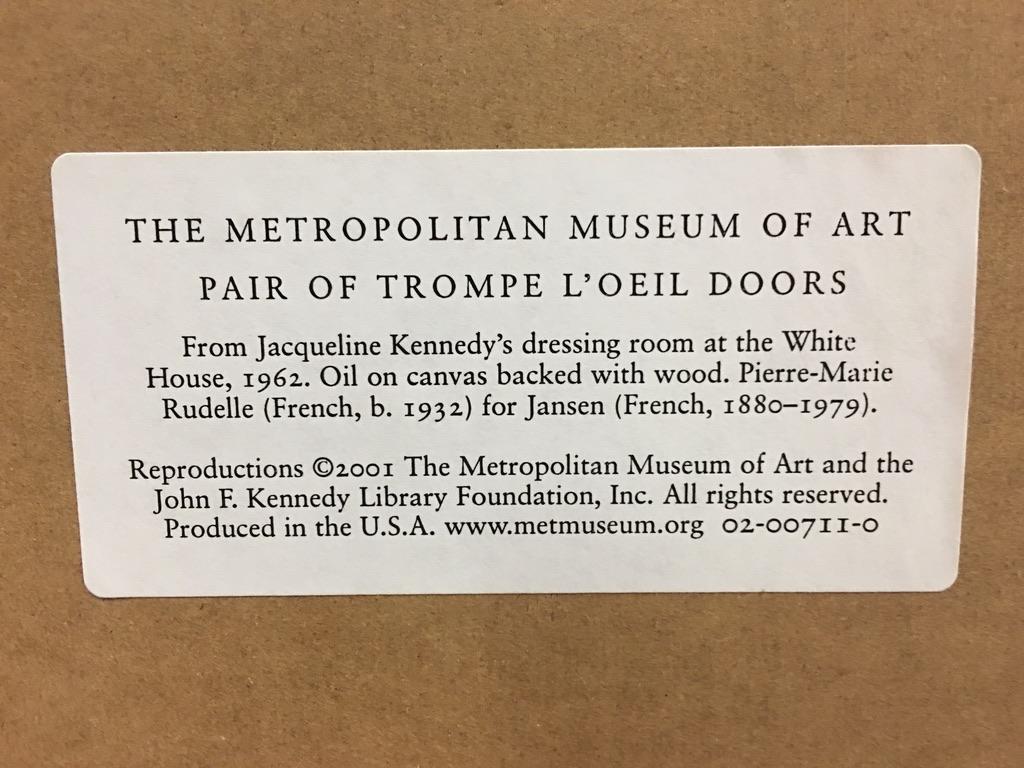 THE METROPOLITAN MUSEUM OF ART
PAIR OF TROMPE L’OEIL DOORS
From Jacqueline Kennedy’s dressing room at the White
House, 1962. Oil on canvas backed with wood. Pierre-Marie
Rudelle (French, b. 1932) for Jansen (French, 1880–1979).
Reproductions ©2001 The Metropolitan Museum of Art and the
John F. Kennedy Library Foundation, Inc. All rights reserved.
Produced in the U.S.A. www.metmuseum.org 02-00711-0